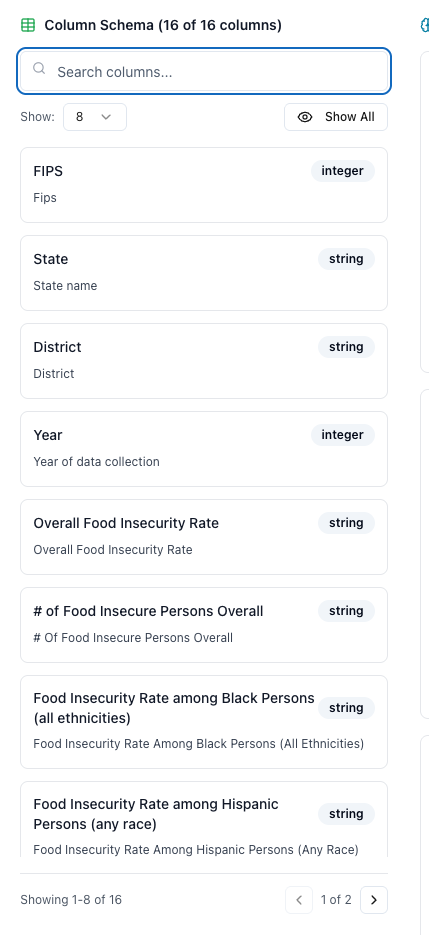 Column Schema (16 of 16 columns)
Search columns...
Show: 8 Show All
FIPS integer
Fips
State string
State name
District string
District
Year integer
Year of data collection
Overall Food Insecurity Rate string
Overall Food Insecurity Rate
# of Food Insecure Persons Overall string
# Of Food Insecure Persons Overall
Food Insecurity Rate among Black Persons
(all ethnicities) string
Food Insecurity Rate Among Black Persons (All Ethnicities)
Food Insecurity Rate among Hispanic
Persons (any race) string
Food Insecurity Rate Among Hispanic Persons (Any Race)
Showing 1-8 of 16 1 of 2